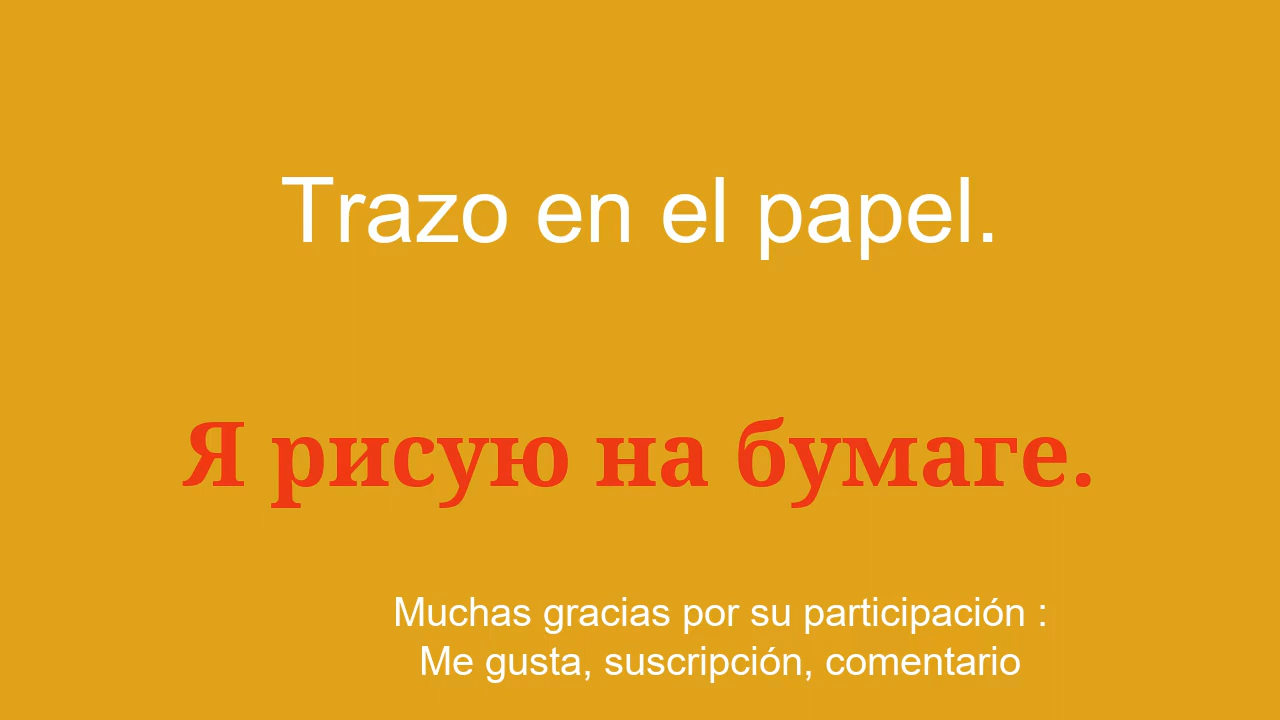 Trazo en el papel.
Я рисую на бумаге.
Muchas gracias por su participación :
Me gusta, suscripción, comentario